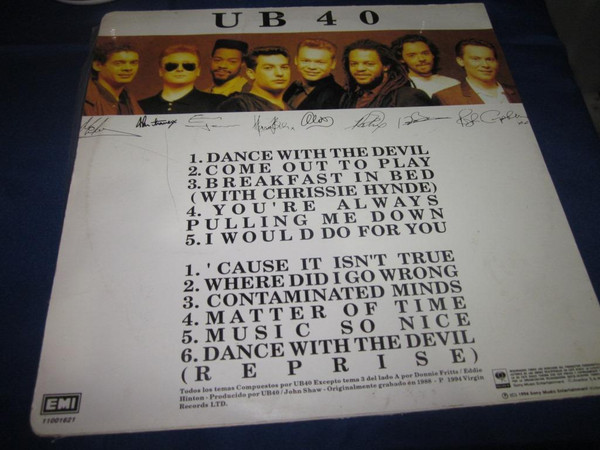 UB40
1. DANCE WITH THE DEVIL
2. COME OUT TO PLAY
3. BREAKFAST IN BED
(WITH CHRISSIE HYNDE)
4. YOU'RE ALWAYS
PULLING ME DOWN
5. I WOULD DO FOR YOU
1. 'CAUSE IT ISN'T TRUE
2. WHERE DID I GO WRONG
3. CONTAMINATED MINDS
4. MATTER OF TIME
5. MUSIC SO NICE
6. DANCE WITH THE DEVIL
(REPRISE)
Todos los temas Compuestos por UB40 Excepto tema 3 del lado A por Donnie Fritts / Eddie
Hinton - Producido por UB40 / John Shaw - Originalmente grabado en 1988 - P 1994 Virgin
Records LTD.
EMI
11001621